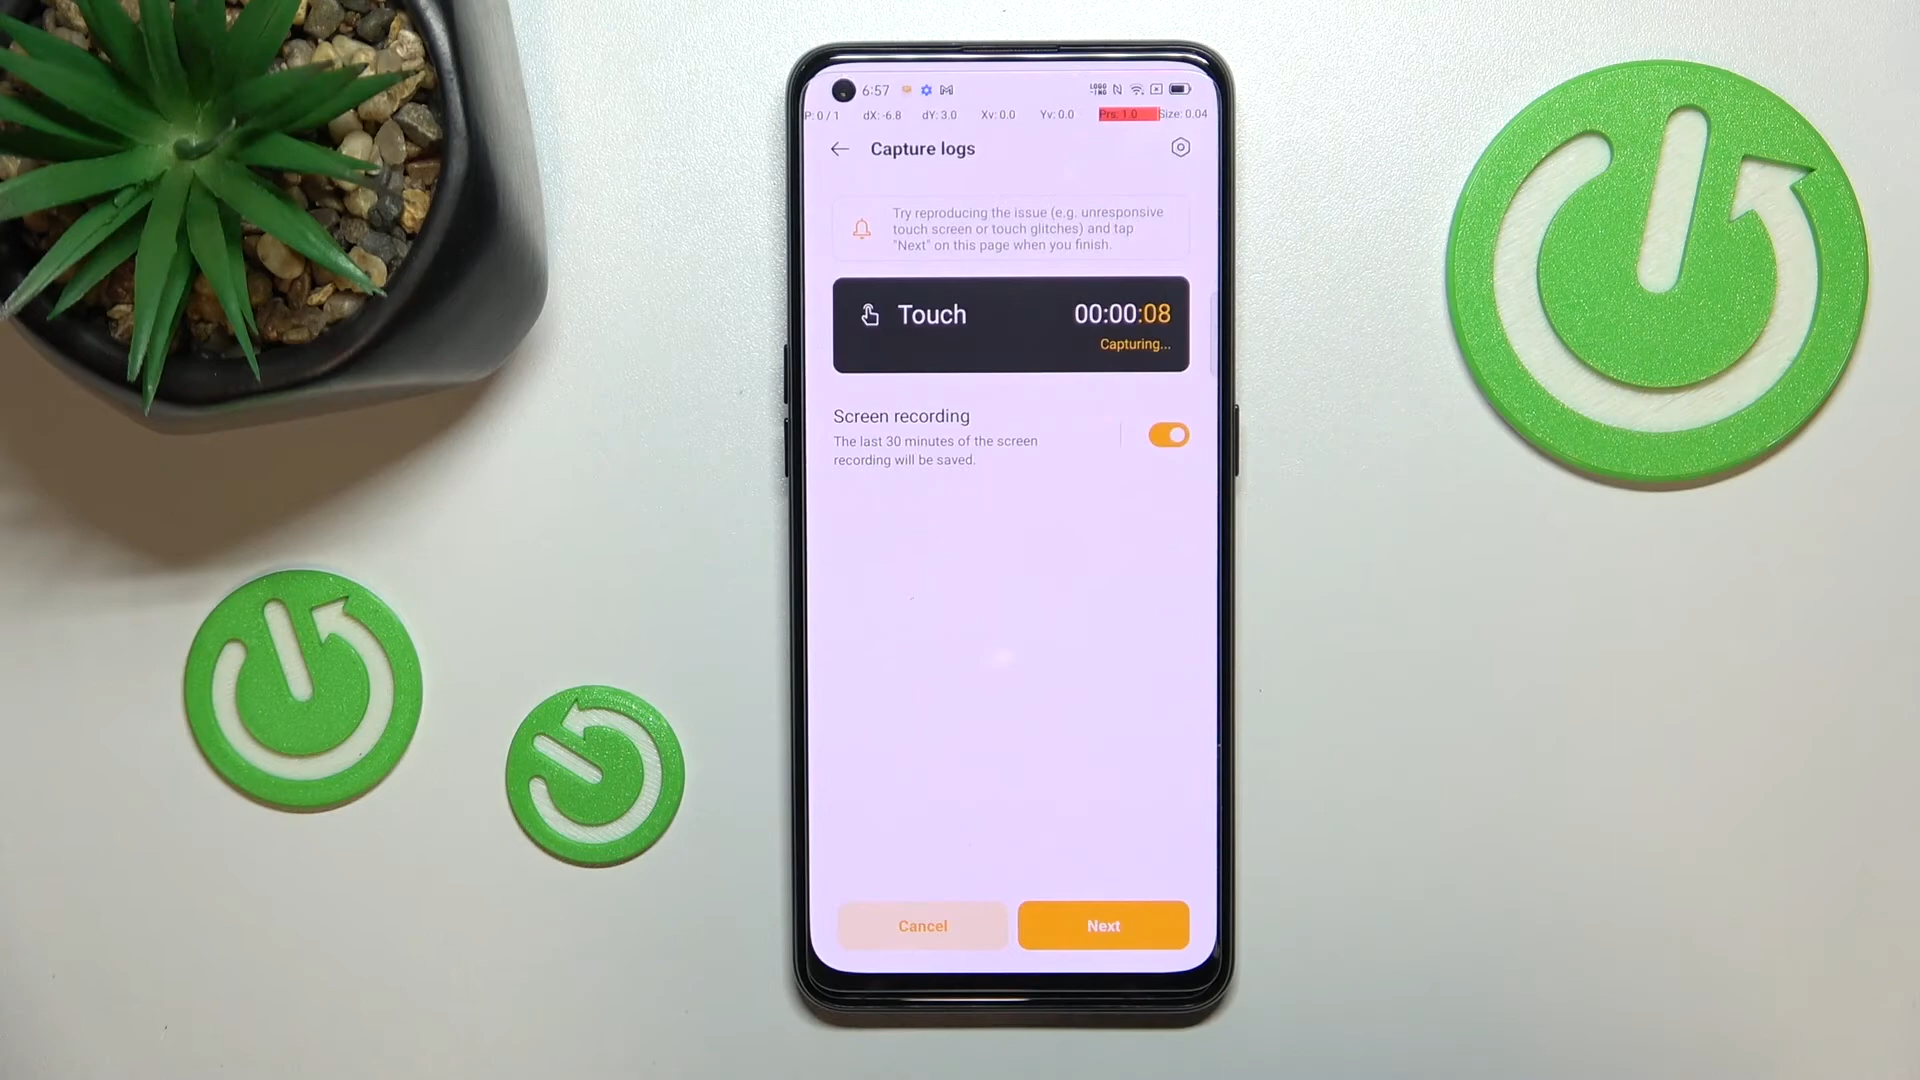 6:57
P: 0 / 1 dX: -6.8 dY: 3.0 Xv: 0.0 Yv: 0.0 Prs: 1.0 Size: 0.04
Capture logs
Try reproducing the issue (e.g. unresponsive
touch screen or touch glitches) and tap
"Next" on this page when you finish.
Touch 00:00:08
Capturing...
Screen recording
The last 30 minutes of the screen
recording will be saved.
Cancel Next